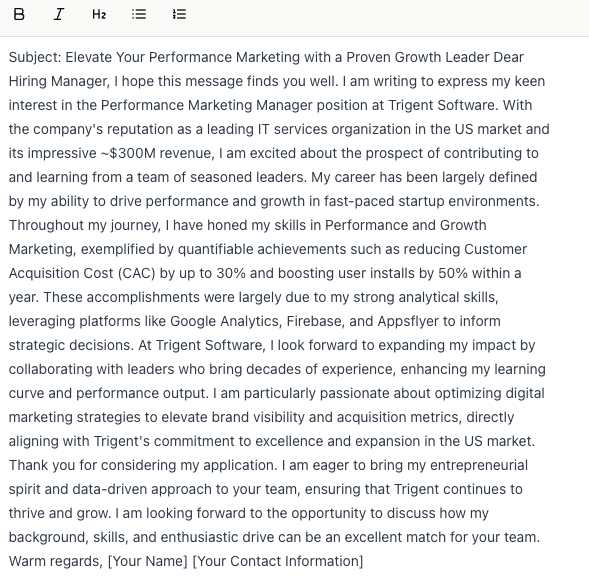 B I H₂
Subject: Elevate Your Performance Marketing with a Proven Growth Leader Dear
Hiring Manager, I hope this message finds you well. I am writing to express my keen
interest in the Performance Marketing Manager position at Trigent Software. With
the company's reputation as a leading IT services organization in the US market and
its impressive ~$300M revenue, I am excited about the prospect of contributing to
and learning from a team of seasoned leaders. My career has been largely defined
by my ability to drive performance and growth in fast-paced startup environments.
Throughout my journey, I have honed my skills in Performance and Growth
Marketing, exemplified by quantifiable achievements such as reducing Customer
Acquisition Cost (CAC) by up to 30% and boosting user installs by 50% within a
year. These accomplishments were largely due to my strong analytical skills,
leveraging platforms like Google Analytics, Firebase, and Appsflyer to inform
strategic decisions. At Trigent Software, I look forward to expanding my impact by
collaborating with leaders who bring decades of experience, enhancing my learning
curve and performance output. I am particularly passionate about optimizing digital
marketing strategies to elevate brand visibility and acquisition metrics, directly
aligning with Trigent's commitment to excellence and expansion in the US market.
Thank you for considering my application. I am eager to bring my entrepreneurial
spirit and data-driven approach to your team, ensuring that Trigent continues to
thrive and grow. I am looking forward to the opportunity to discuss how my
background, skills, and enthusiastic drive can be an excellent match for your team.
Warm regards, [Your Name] [Your Contact Information]